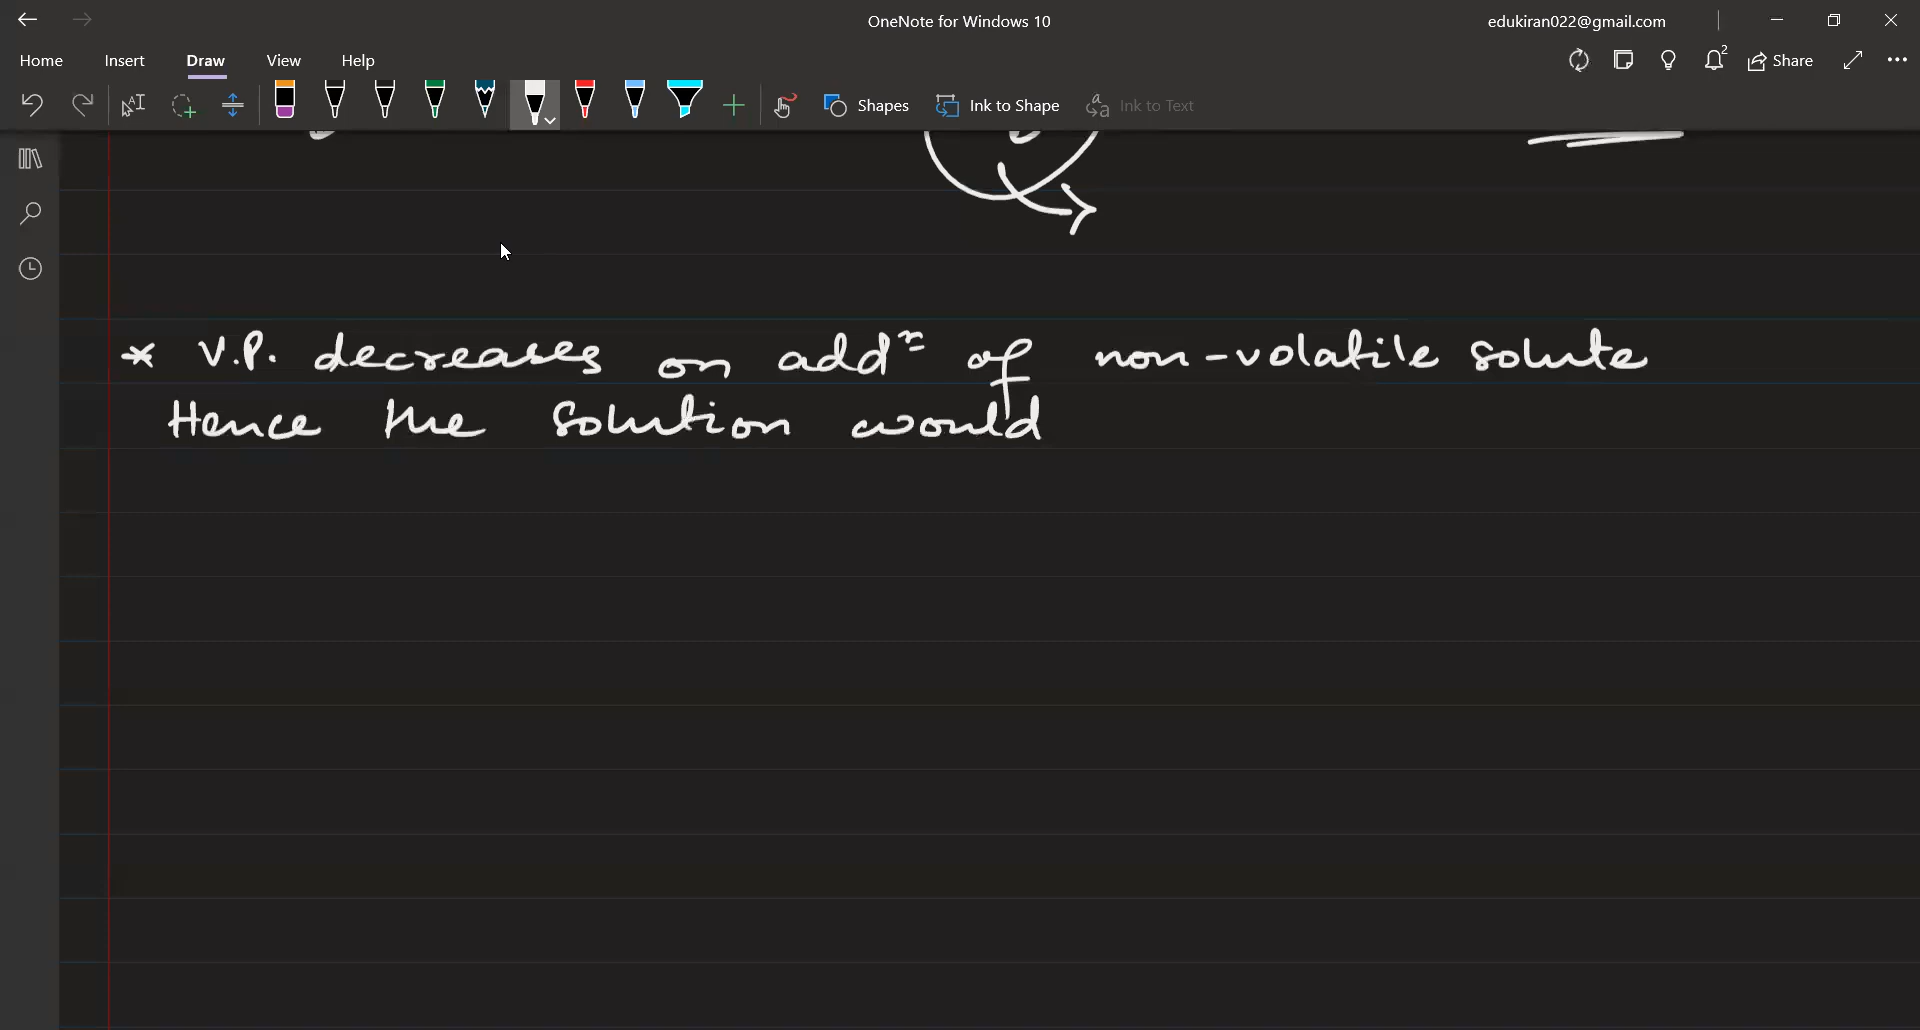 OneNote for Windows 10
edukiran022@gmail.com
Home Insert Draw View Help
2 Share
Shapes Ink to Shape Ink to Text
* V.P. decreases on addⁿ of non-volatile solute
Hence the solution would